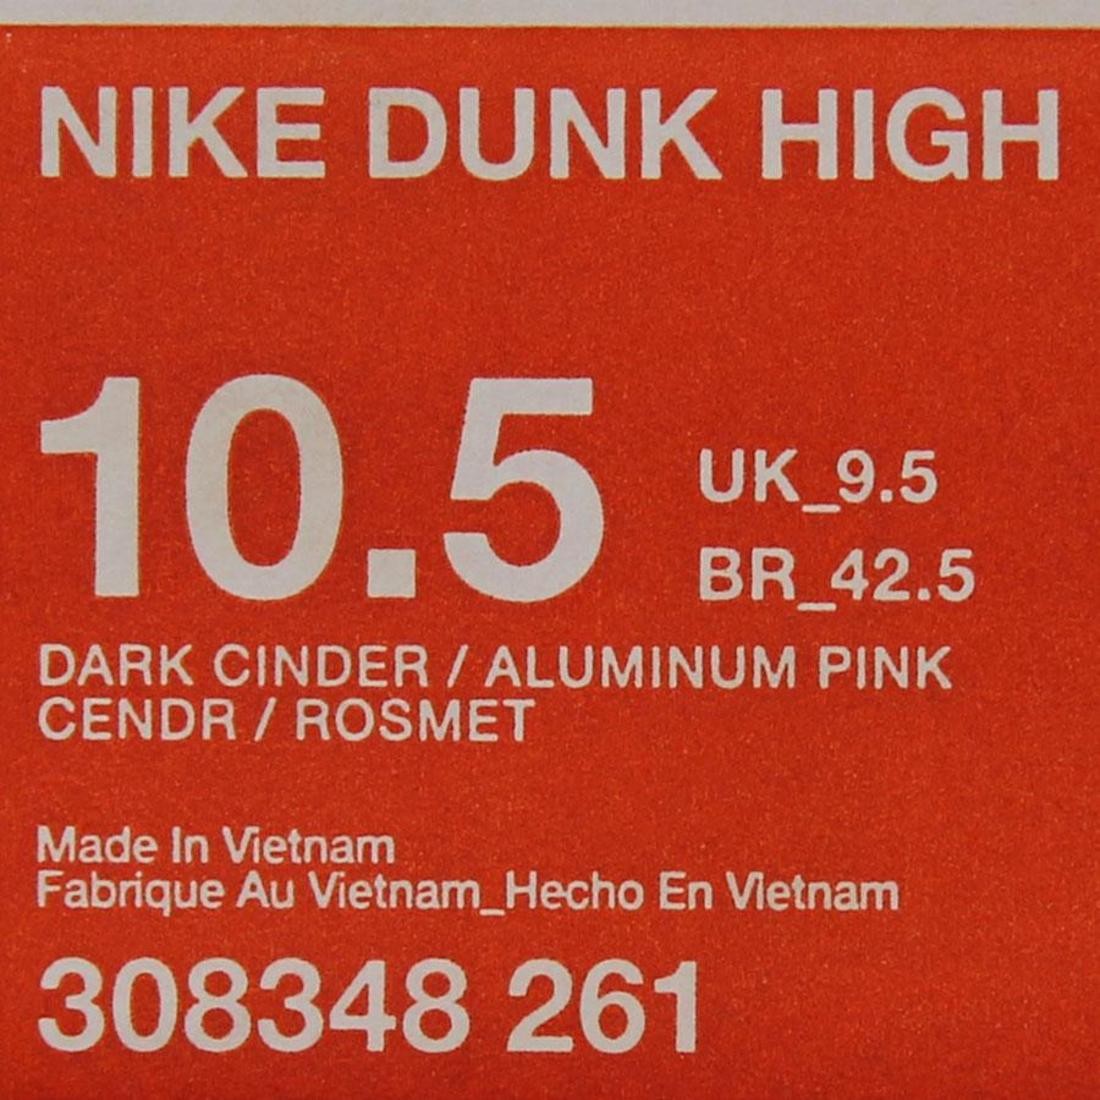 NIKE DUNK HIGH
10.5
UK_9.5
BR_42.5
DARK CINDER / ALUMINUM PINK
CENDR / ROSMET
Made In Vietnam
Fabrique Au Vietnam_Hecho En Vietnam
308348 261